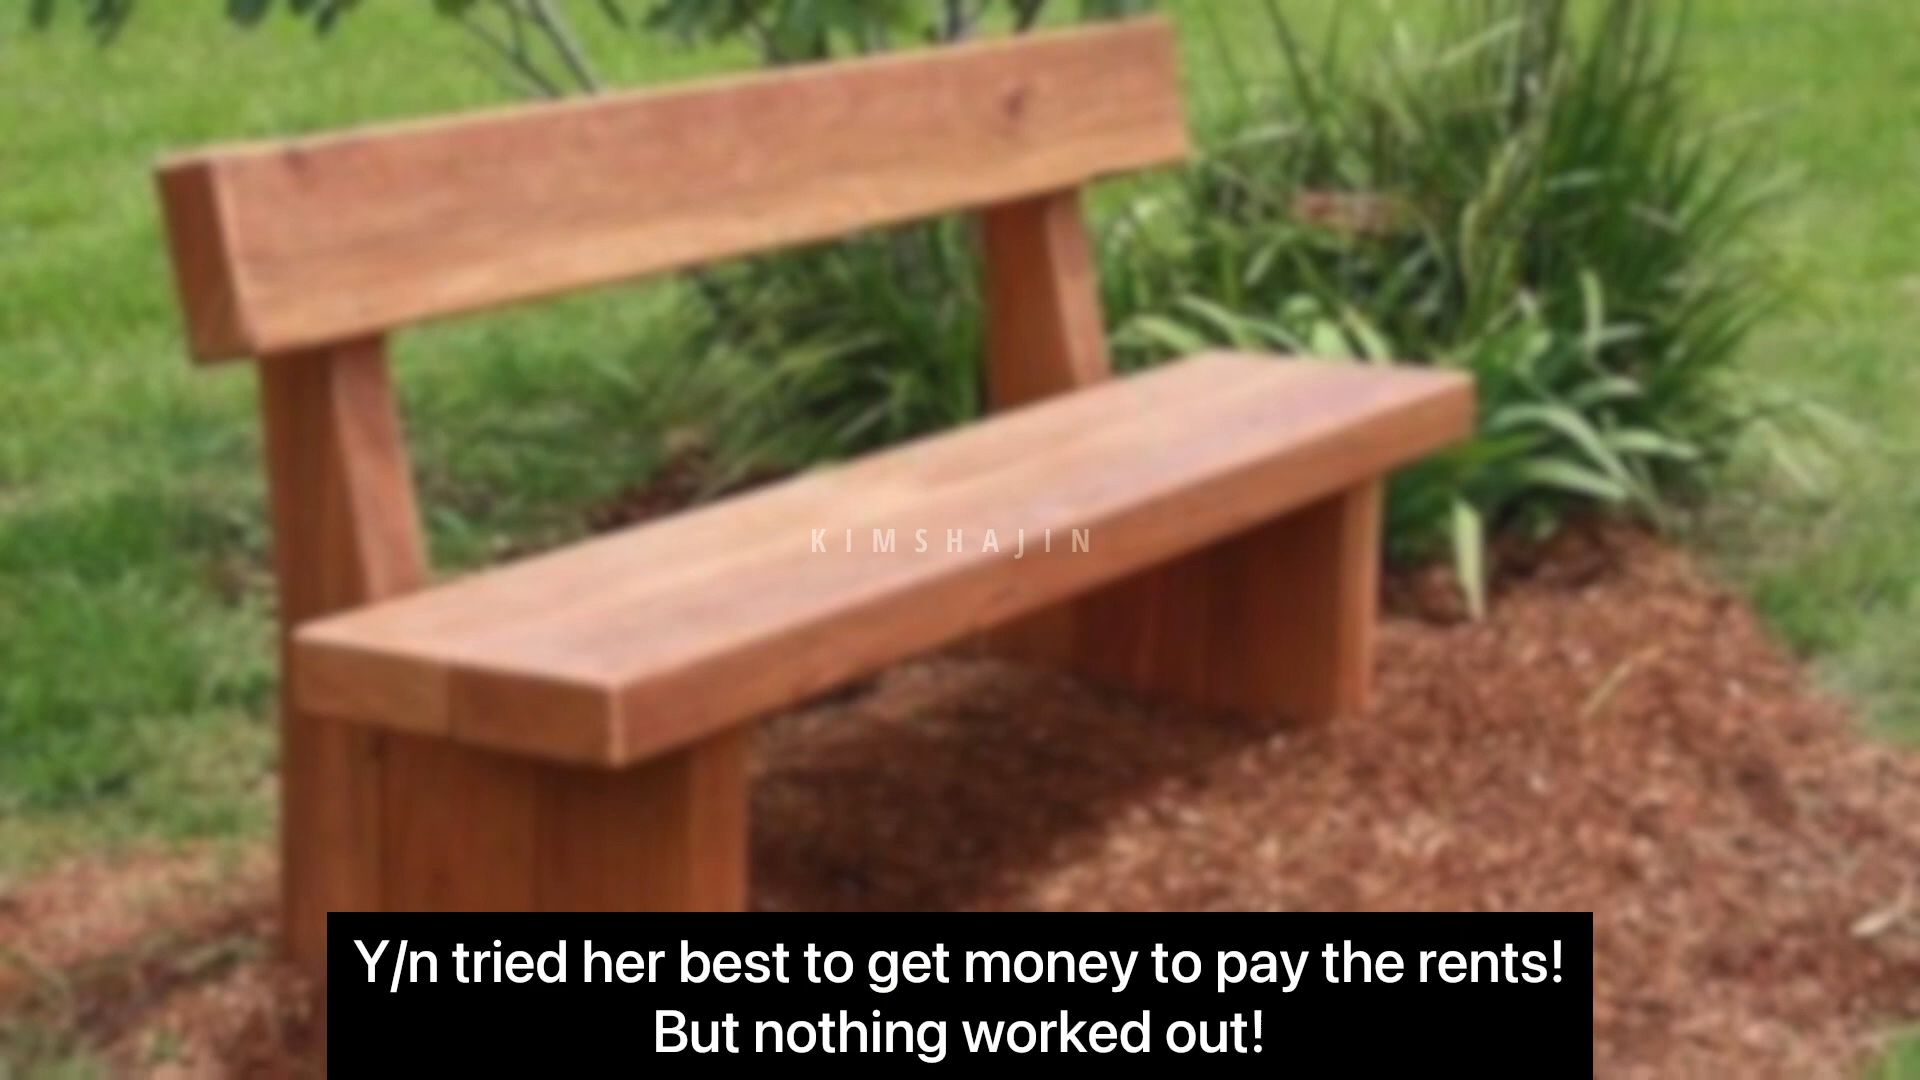 KIMSHAJIN
Y/n tried her best to get money to pay the rents!
But nothing worked out!